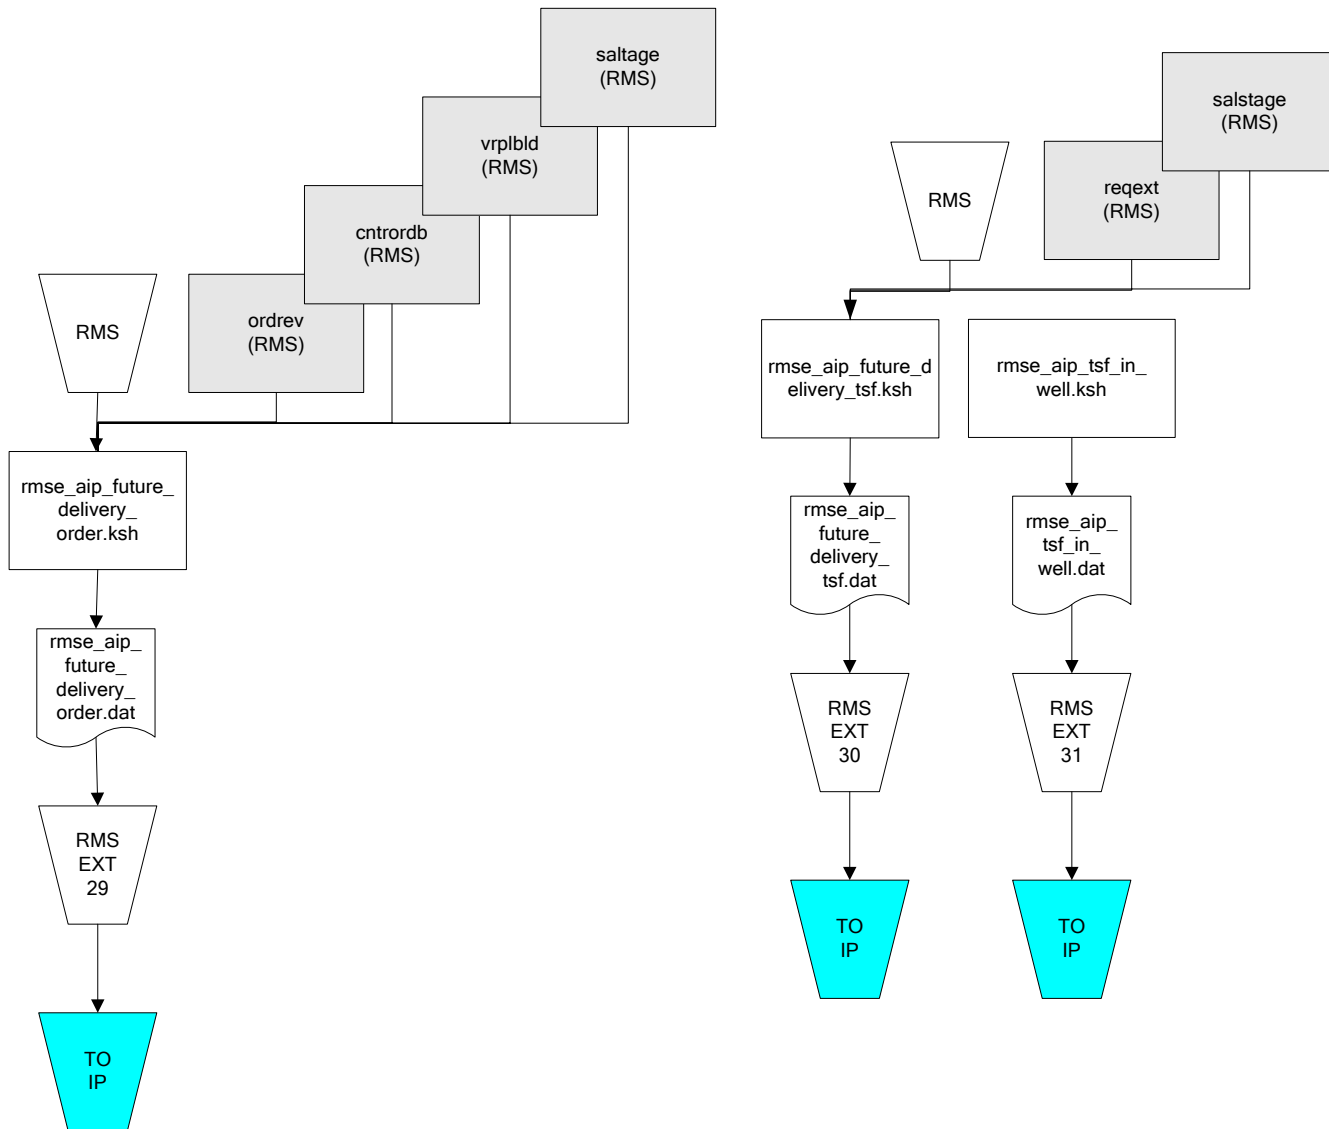 saltage
(RMS)
vrplbld
(RMS)
cntrordb
(RMS)
ordrev
(RMS)
RMS
rmse_aip_future_
delivery_
order.ksh
rmse_aip_
future_
delivery_
order.dat
RMS
EXT
29
TO
IP
salstage
(RMS)
reqext
(RMS)
RMS
rmse_aip_future_d
elivery_tsf.ksh
rmse_aip_
future_
delivery_
tsf.dat
RMS
EXT
30
TO
IP
rmse_aip_tsf_in_
well.ksh
rmse_aip_
tsf_in_
well.dat
RMS
EXT
31
TO
IP